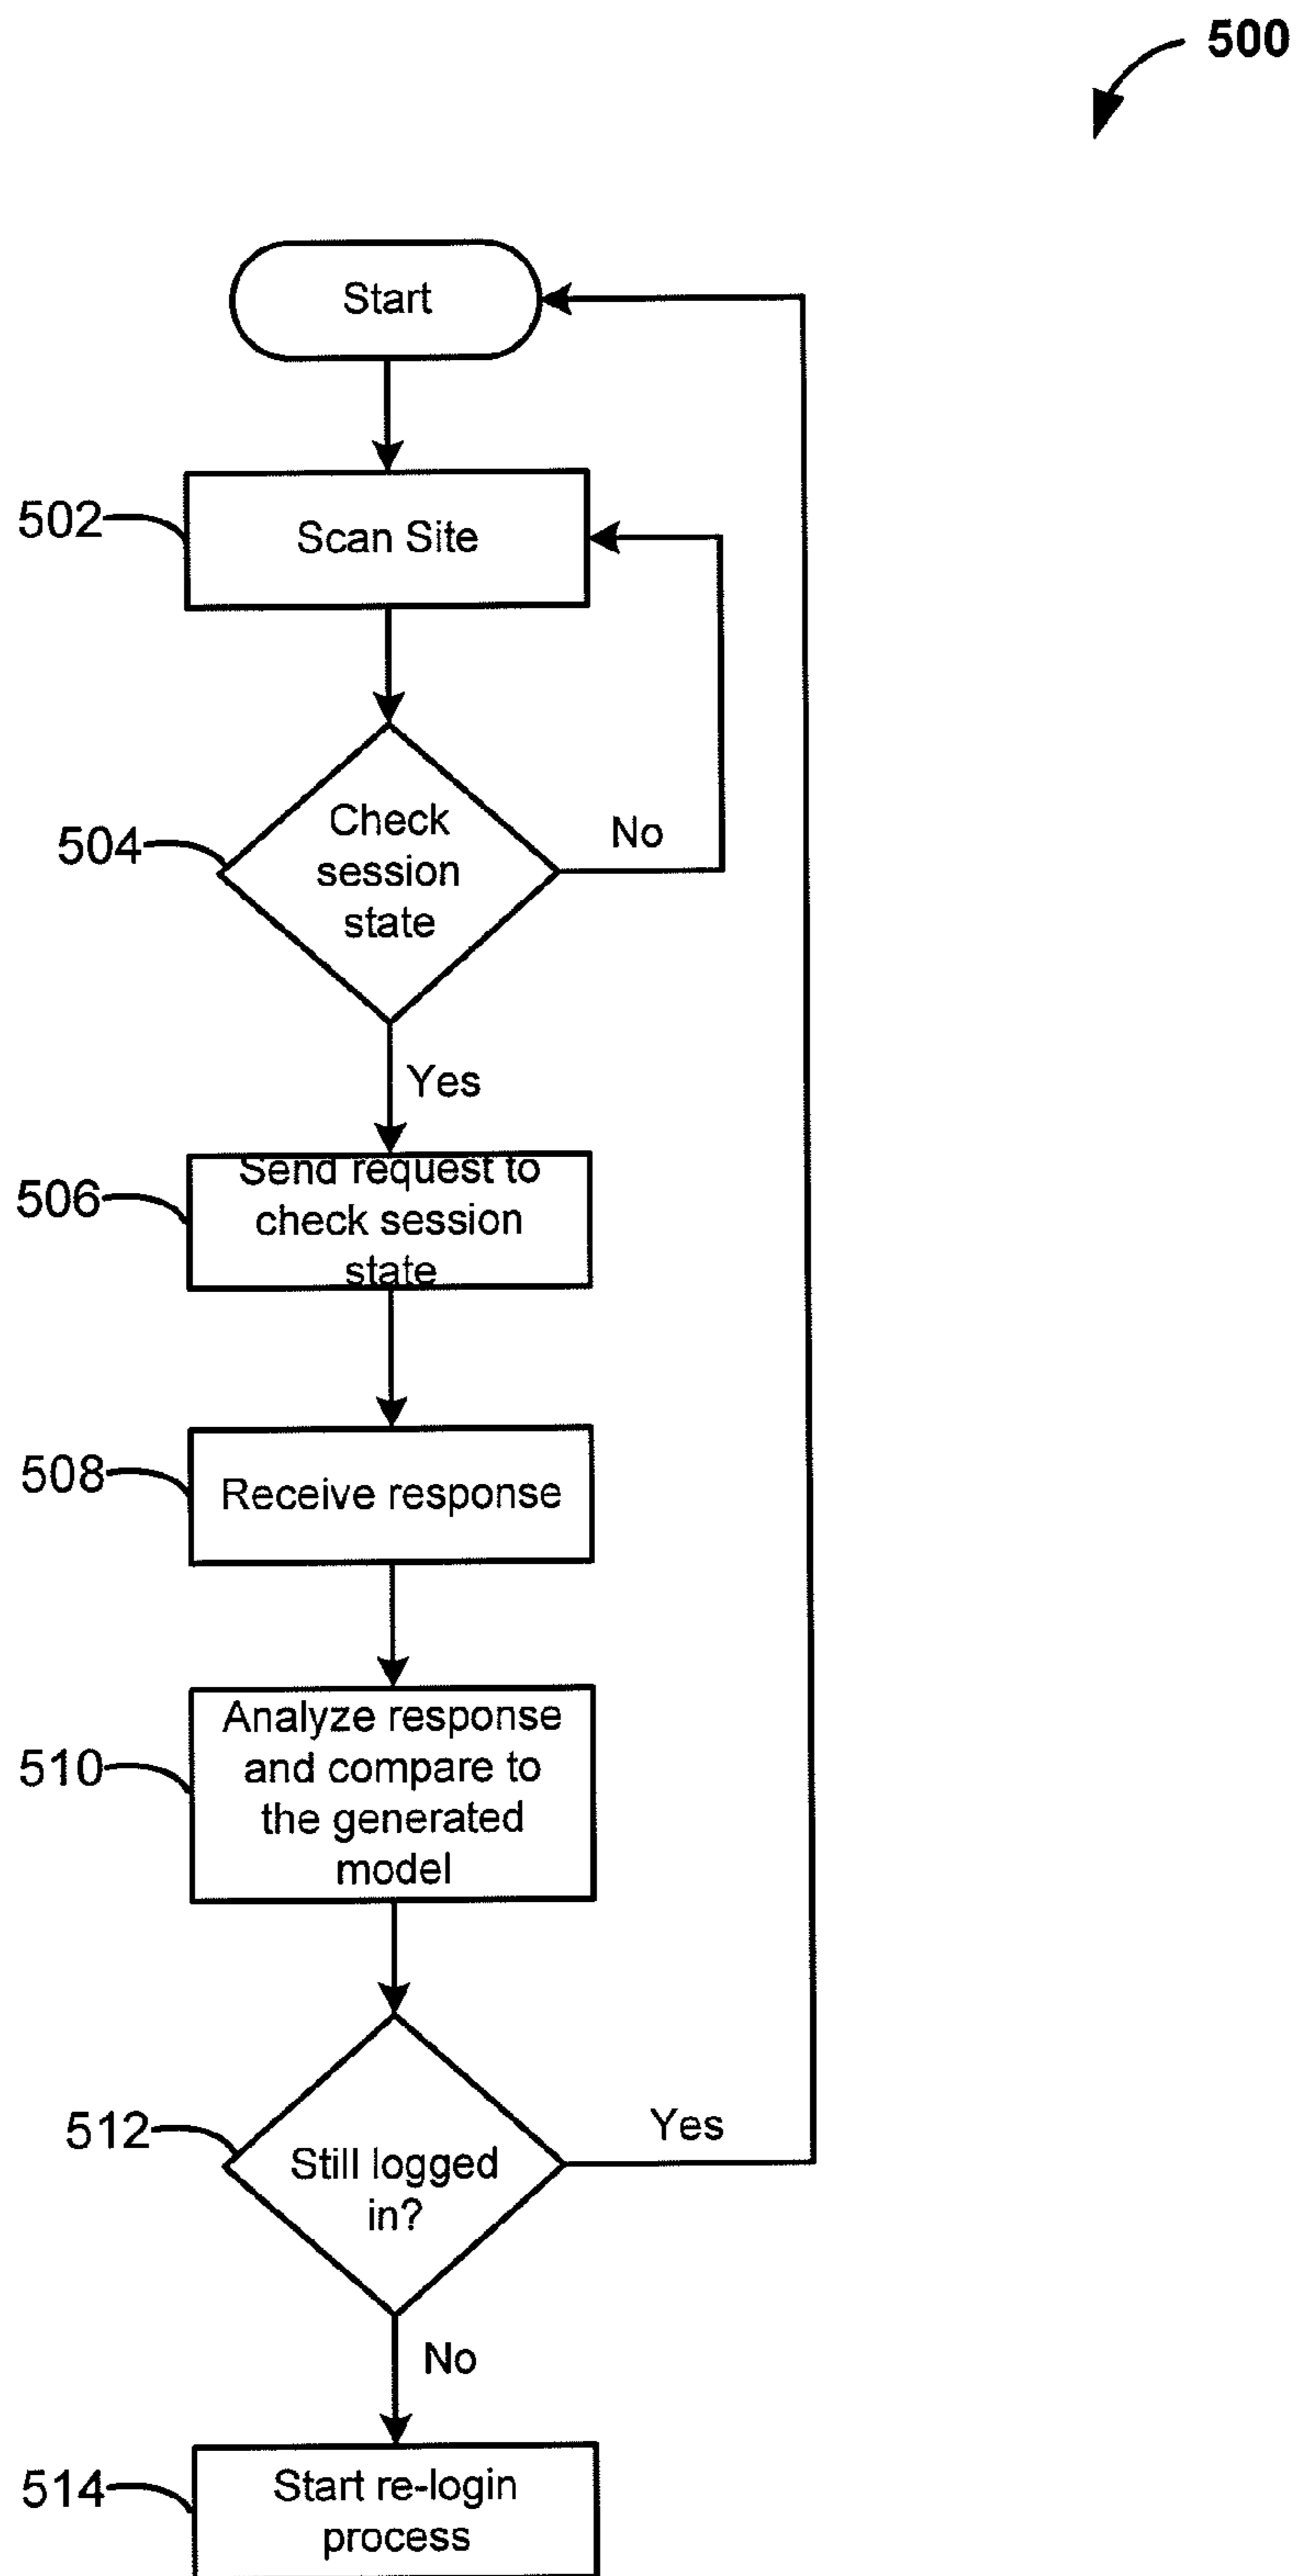 500
Start
502
Scan Site
504
Check
session
state
No
Yes
506
Send request to
check session
state
508
Receive response
510
Analyze response
and compare to
the generated
model
512
Still logged
in?
Yes
No
514
Start re-login
process